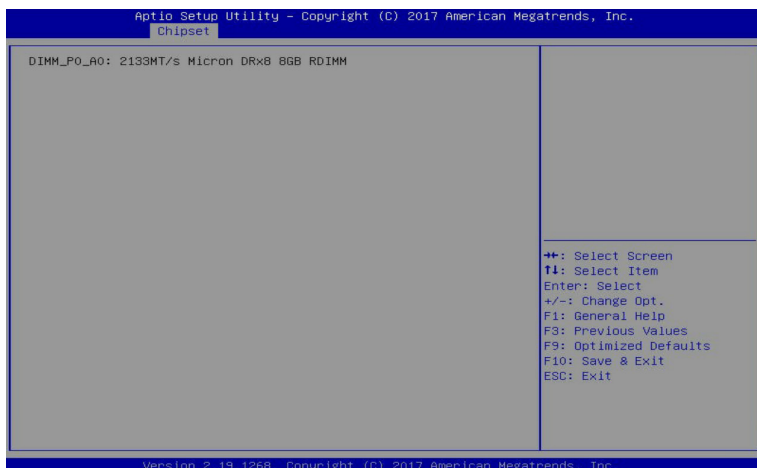 Aptio Setup Utility – Copyright (C) 2017 American Megatrends, Inc.
Chipset
DIMM_P0_A0: 2133MT/s Micron DRx8 8GB RDIMM
→←: Select Screen
↑↓: Select Item
Enter: Select
+/-: Change Opt.
F1: General Help
F3: Previous Values
F9: Optimized Defaults
F10: Save & Exit
ESC: Exit
Version 2.19.1268. Copyright (C) 2017 American Megatrends, Inc.